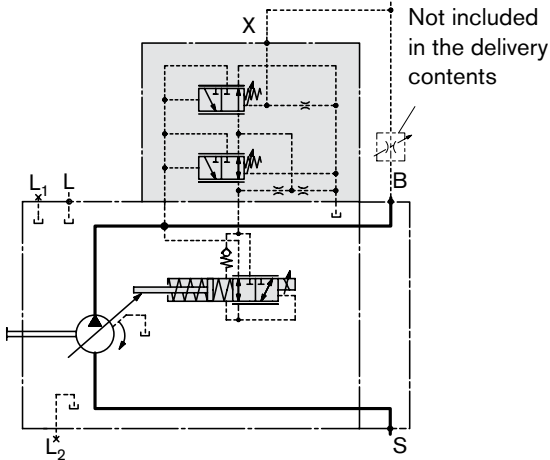 X
Not included
in the delivery
contents
L1
L
B
L2
S